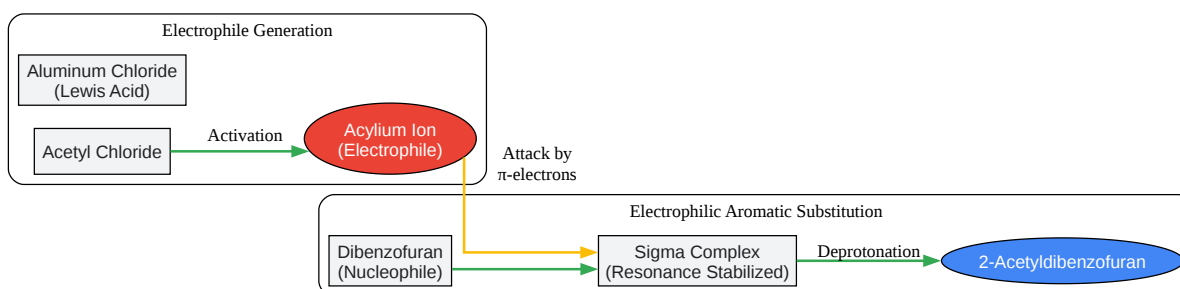 Electrophile Generation
Aluminum Chloride
(Lewis Acid)
Acetyl Chloride
Activation
Acylium Ion
(Electrophile)
Attack by
π-electrons
Electrophilic Aromatic Substitution
Dibenzofuran
(Nucleophile)
Sigma Complex
(Resonance Stabilized)
Deprotonation
2-Acetyldibenzofuran